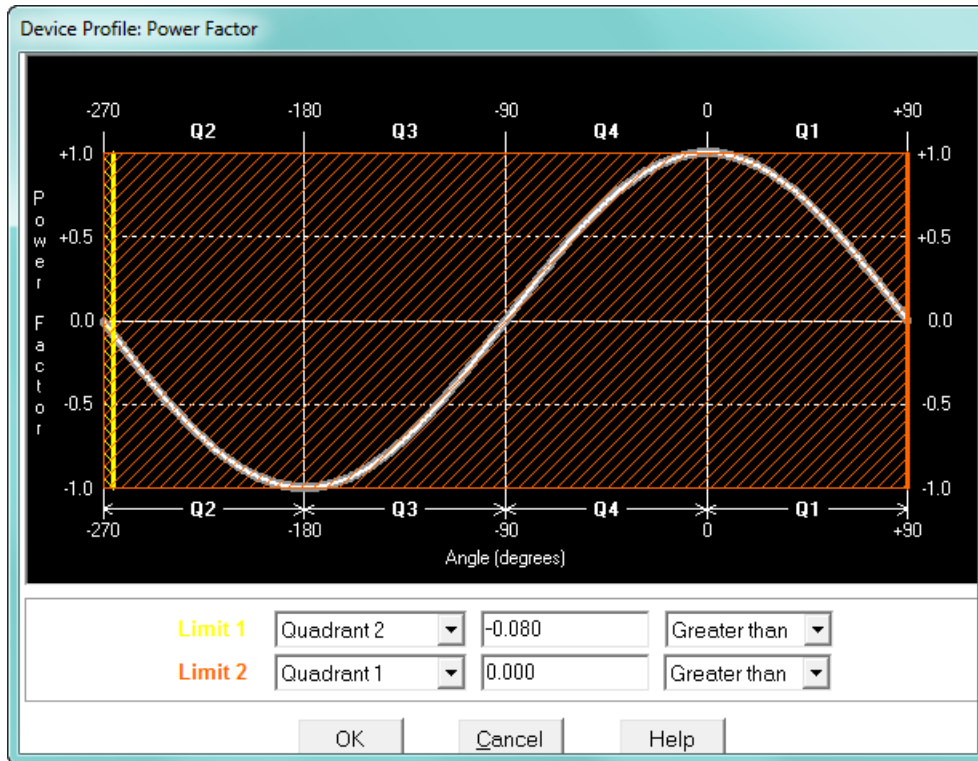 Device Profile: Power Factor
-270 -180 -90 0 +90
Q2 Q3 Q4 Q1
+1.0 +1.0
+0.5 +0.5
Power Factor
0.0 0.0
-0.5 -0.5
-1.0 -1.0
Q2 Q3 Q4 Q1
-270 -180 -90 0 +90
Angle (degrees)
Limit 1 Quadrant 2 -0.080 Greater than
Limit 2 Quadrant 1 0.000 Greater than
OK Cancel Help